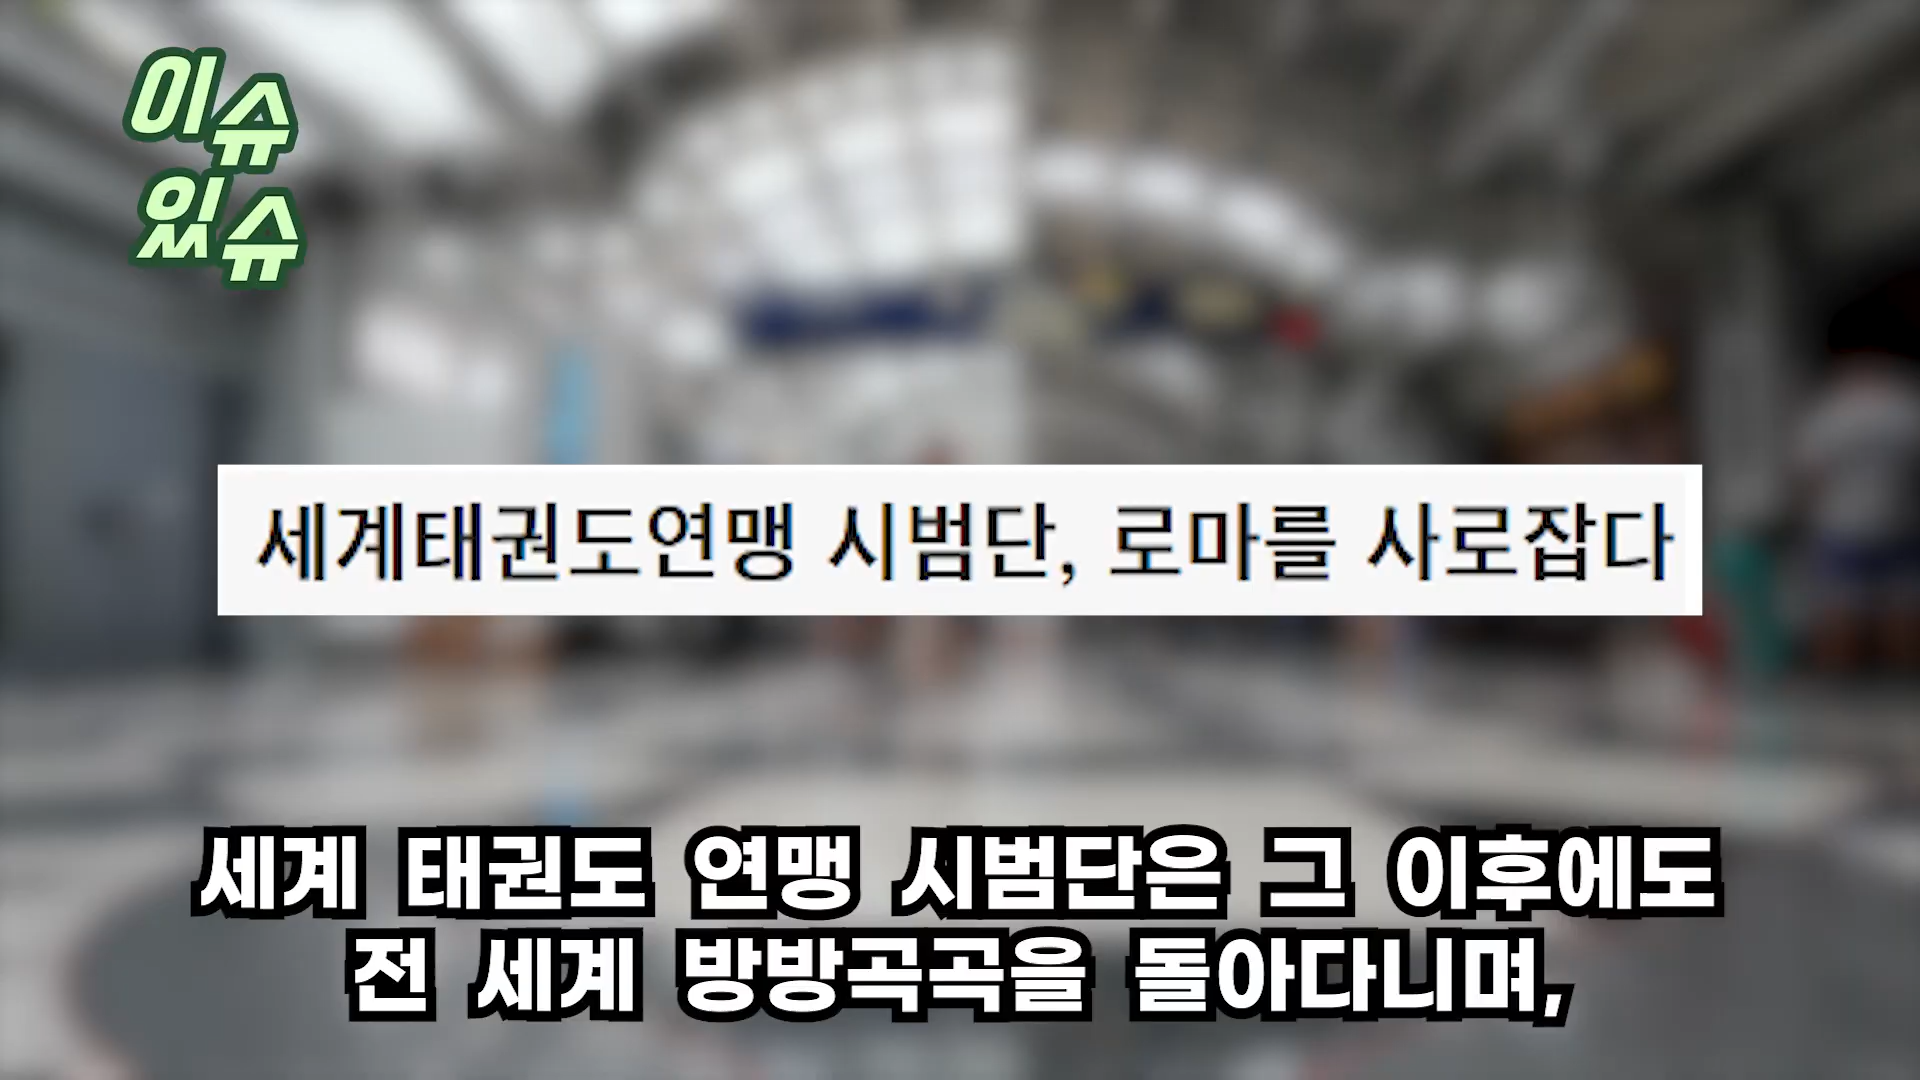 이슈
있슈
세계태권도연맹 시범단, 로마를 사로잡다
세계 태권도 연맹 시범단은 그 이후에도
전 세계 방방곡곡을 돌아다니며,